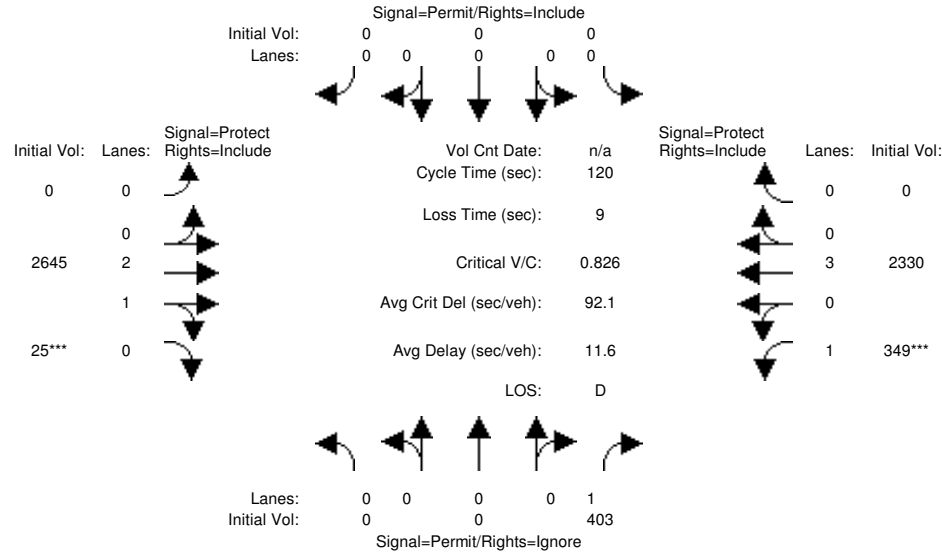 Signal=Permit/Rights=Include
Initial Vol: 0 0 0
Lanes: 0 0 0 0 0
Signal=Protect Signal=Protect
Initial Vol: Lanes: Rights=Include Vol Cnt Date: n/a Rights=Include Lanes: Initial Vol:
Cycle Time (sec): 120
0 0 0 0
Loss Time (sec): 9
0 0
2645 2 Critical V/C: 0.826 3 2330
1 Avg Crit Del (sec/veh): 92.1 0
25*** 0 Avg Delay (sec/veh): 11.6 1 349***
LOS: D
Lanes: 0 0 0 0 1
Initial Vol: 0 0 403
Signal=Permit/Rights=Ignore